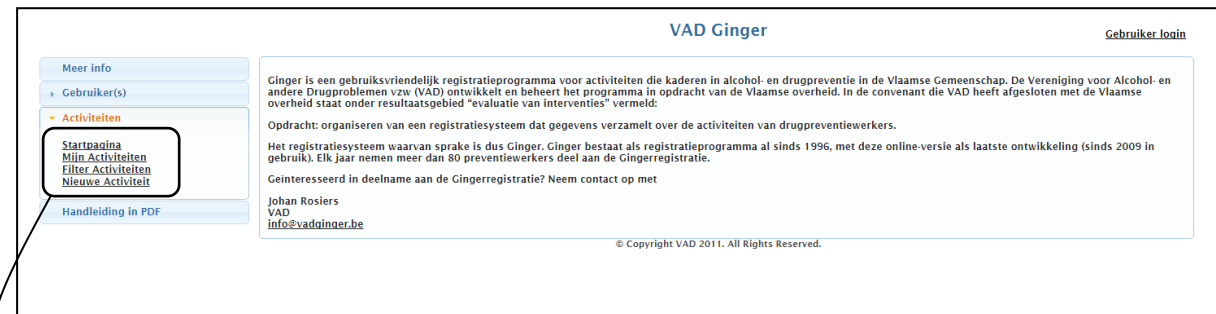 VAD Ginger
Gebruiker login
Meer info
Gebruiker(s)
Activiteiten
Startpagina
Mijn Activiteiten
Filter Activiteiten
Nieuwe Activiteit
Handleiding in PDF
Ginger is een gebruiksvriendelijk registratieprogramma voor activiteiten die kaderen in alcohol- en drugpreventie in de Vlaamse Gemeenschap. De Vereniging voor Alcohol- en
andere Drugproblemen vzw (VAD) ontwikkelt en beheert het programma in opdracht van de Vlaamse overheid. In de convenant die VAD heeft afgesloten met de Vlaamse
overheid staat onder resultaatsgebied “evaluatie van interventies” vermeld:
Opdracht: organiseren van een registratiesysteem dat gegevens verzamelt over de activiteiten van drugpreventiewerkers.
Het registratiesysteem waarvan sprake is dus Ginger. Ginger bestaat als registratieprogramma al sinds 1996, met deze online-versie als laatste ontwikkeling (sinds 2009 in
gebruik). Elk jaar nemen meer dan 80 preventiewerkers deel aan de Gingerregistratie.
Geïnteresseerd in deelname aan de Gingerregistratie? Neem contact op met
Johan Rosiers
VAD
info@vadginger.be
© Copyright VAD 2011. All Rights Reserved.